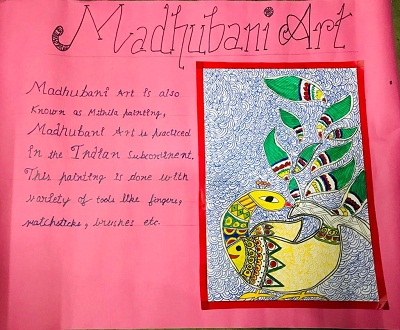 Madhubani Art
Madhubani Art is also
known as Mithila painting,
Madhubani Art is practiced
in the Indian subcontinent.
This painting is done with
variety of tools like fingers,
matchsticks, brushes etc.